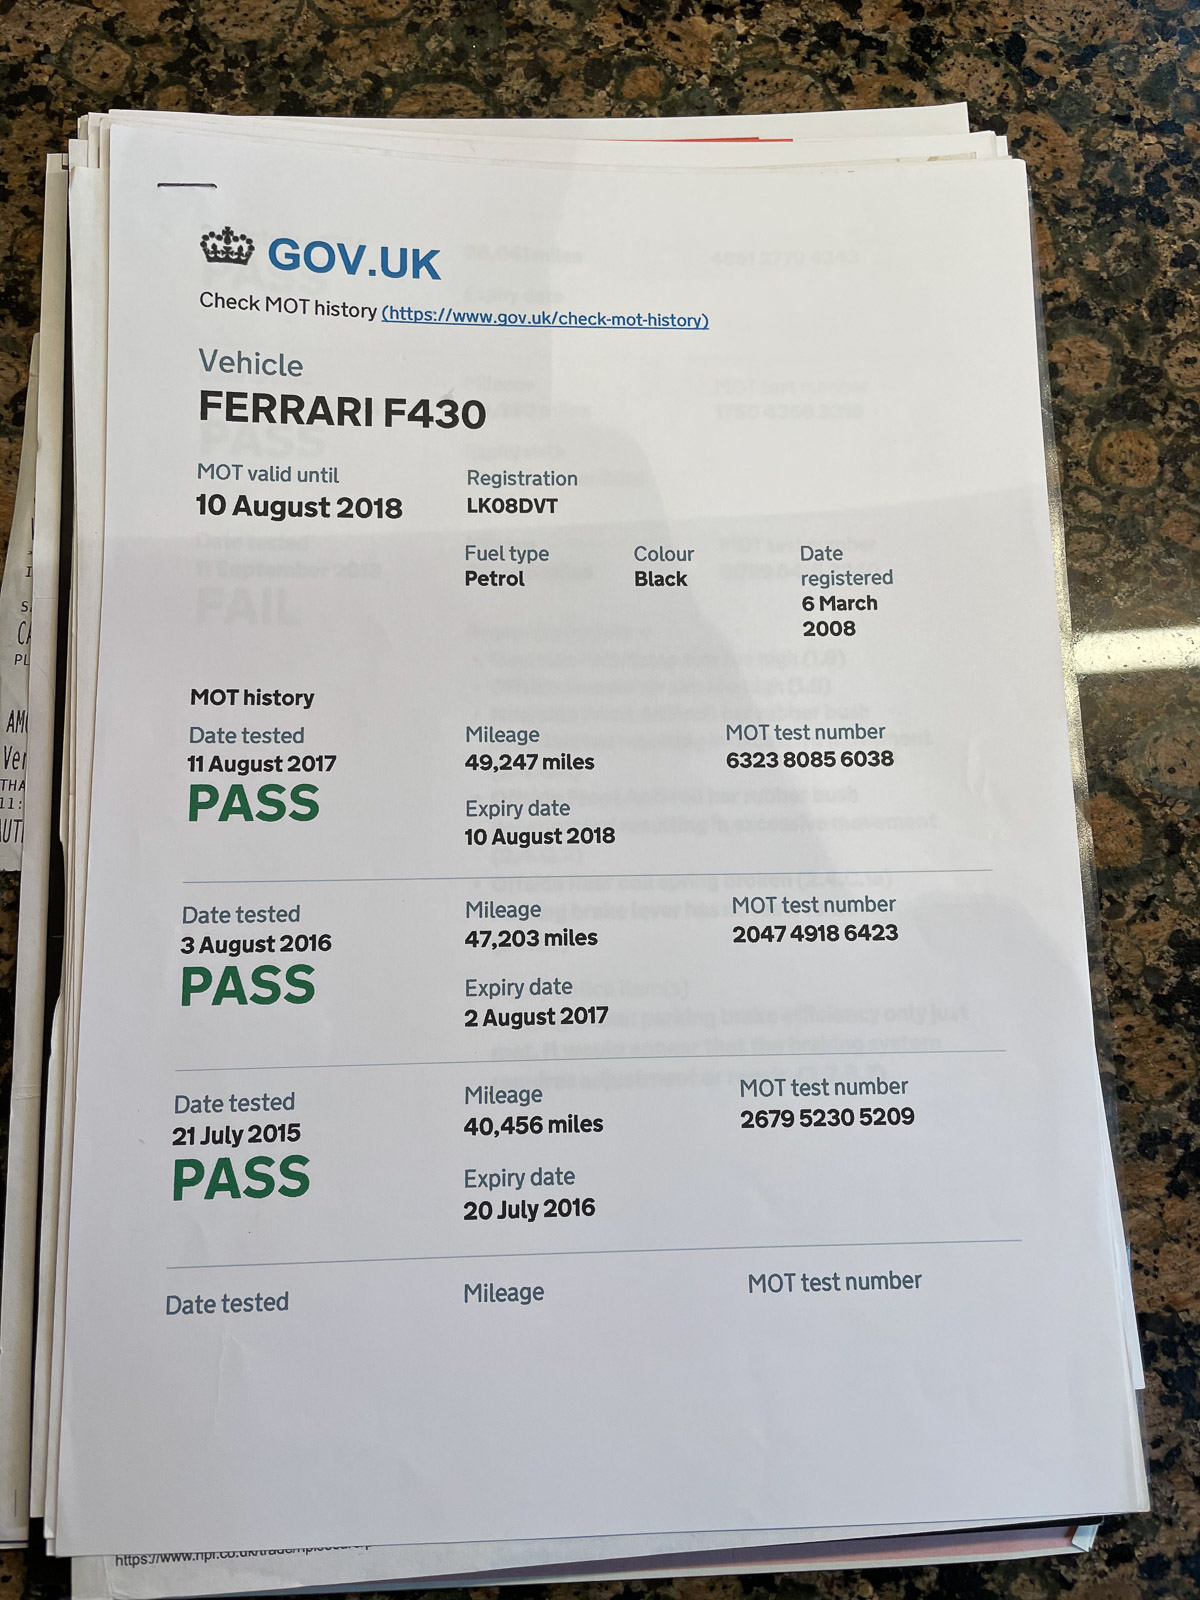 GOV.UK
Check MOT history (https://www.gov.uk/check-mot-history)
Vehicle
FERRARI F430
MOT valid until
10 August 2018
Registration
LK08DVT
Fuel type
Petrol
Colour
Black
Date
registered
6 March
2008
MOT history
Date tested
11 August 2017
PASS
Mileage
49,247 miles
Expiry date
10 August 2018
MOT test number
6323 8085 6038
Date tested
3 August 2016
PASS
Mileage
47,203 miles
Expiry date
2 August 2017
MOT test number
2047 4918 6423
Date tested
21 July 2015
PASS
Mileage
40,456 miles
Expiry date
20 July 2016
MOT test number
2679 5230 5209
Date tested
Mileage
MOT test number